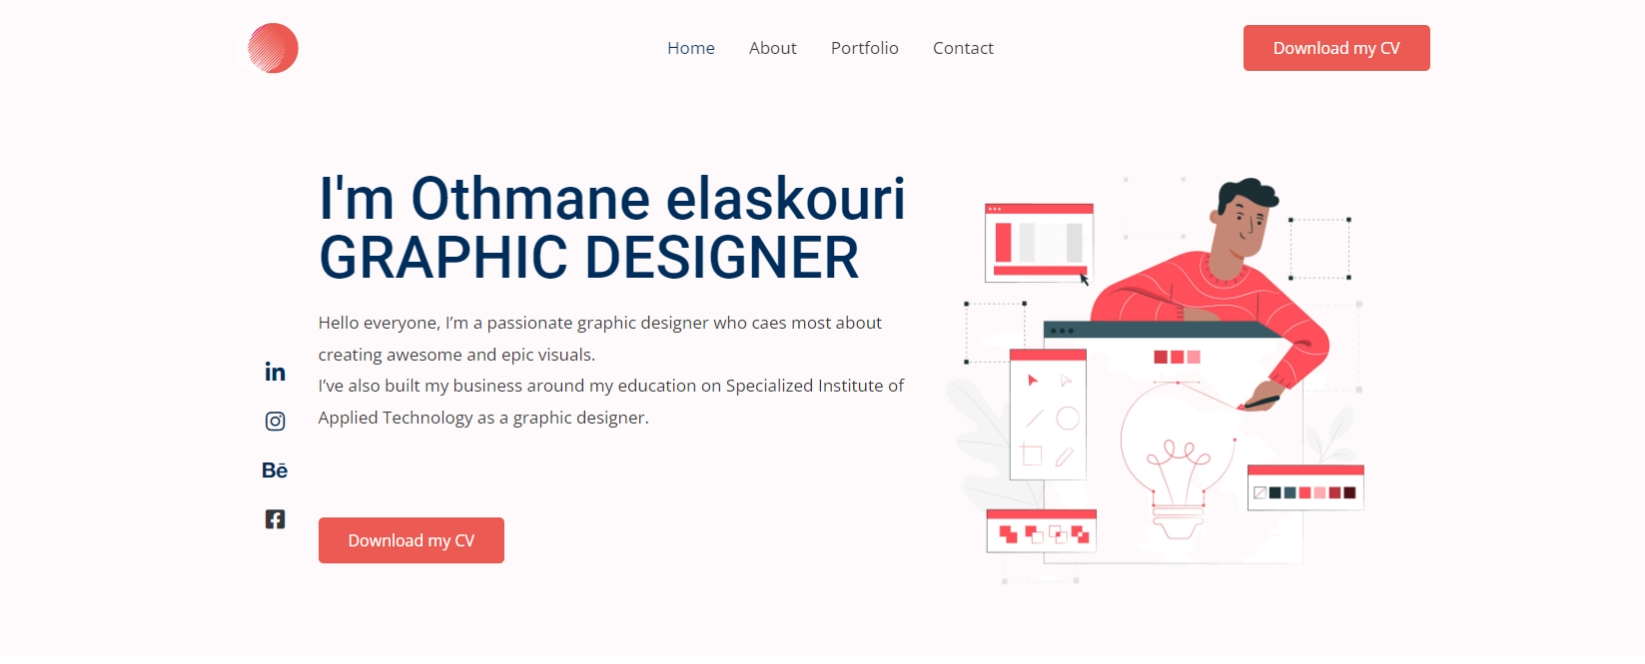 Home About Portfolio Contact Download my CV
I'm Othmane elaskouri
GRAPHIC DESIGNER
Hello everyone, I’m a passionate graphic designer who caes most about
creating awesome and epic visuals.
I’ve also built my business around my education on Specialized Institute of
Applied Technology as a graphic designer.
in
Bē
Download my CV